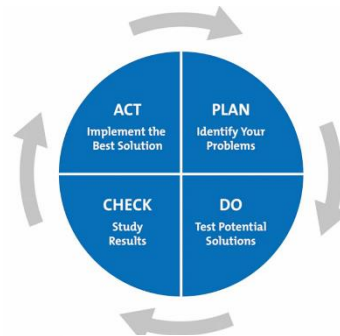 ACT
Implement the
Best Solution
PLAN
Identify Your
Problems
CHECK
Study
Results
DO
Test Potential
Solutions